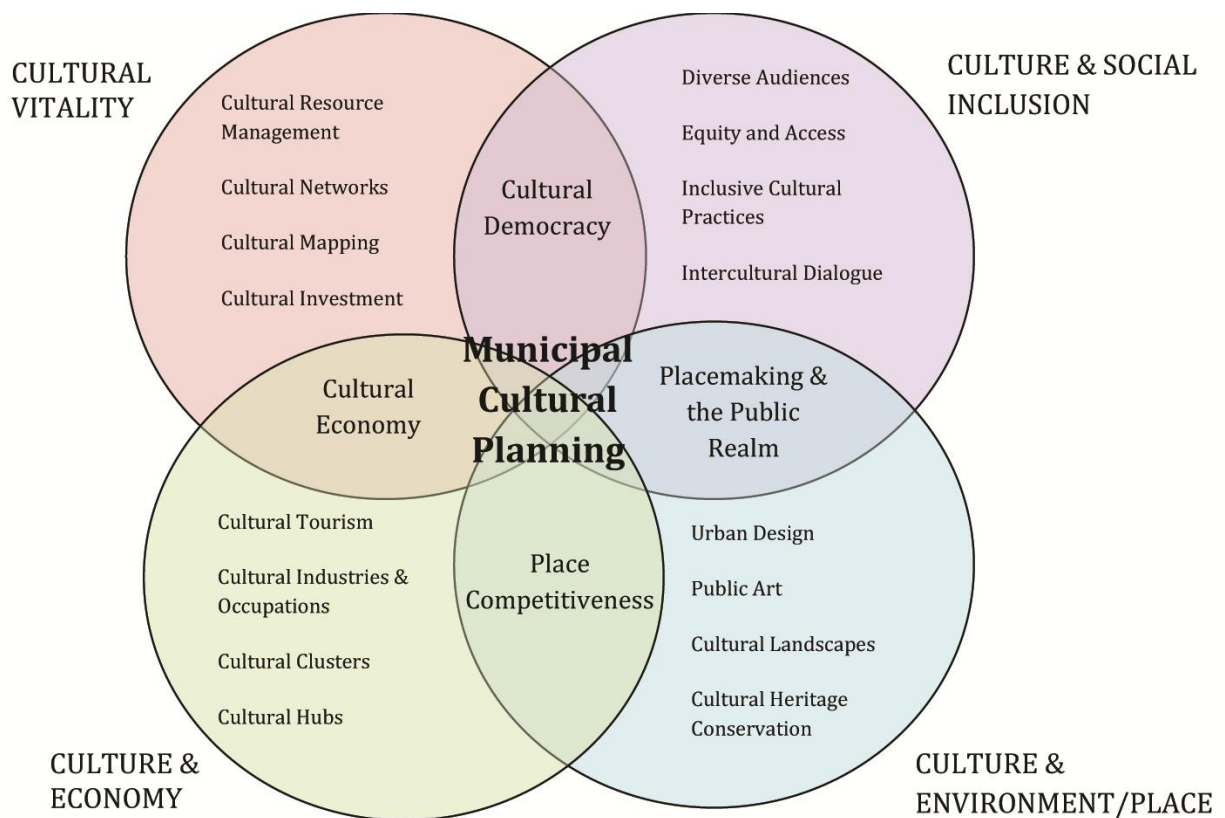 CULTURAL
VITALITY
Cultural Resource
Management
Cultural Networks
Cultural Mapping
Cultural Investment
Cultural
Democracy
CULTURE & SOCIAL
INCLUSION
Diverse Audiences
Equity and Access
Inclusive Cultural
Practices
Intercultural Dialogue
Cultural
Economy
Municipal
Cultural
Planning
Placemaking &
the Public
Realm
Cultural Tourism
Cultural Industries &
Occupations
Cultural Clusters
Cultural Hubs
CULTURE &
ECONOMY
Place
Competitiveness
Urban Design
Public Art
Cultural Landscapes
Cultural Heritage
Conservation
CULTURE &
ENVIRONMENT/PLACE